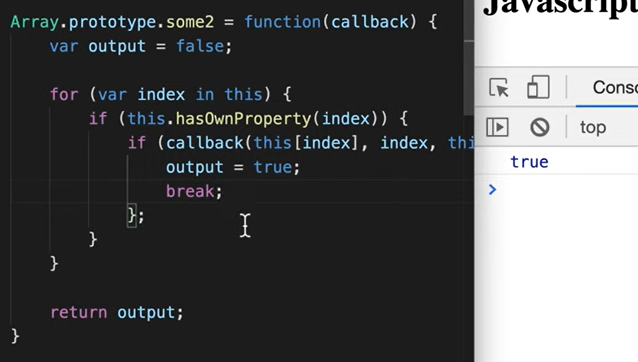 Array.prototype.some2 = function(callback) {
    var output = false;

    for (var index in this) {
        if (this.hasOwnProperty(index)) {
            if (callback(this[index], index, thi
                output = true;
                break;
            };
        }
    }

    return output;
}
Javascript
Conso
top
true